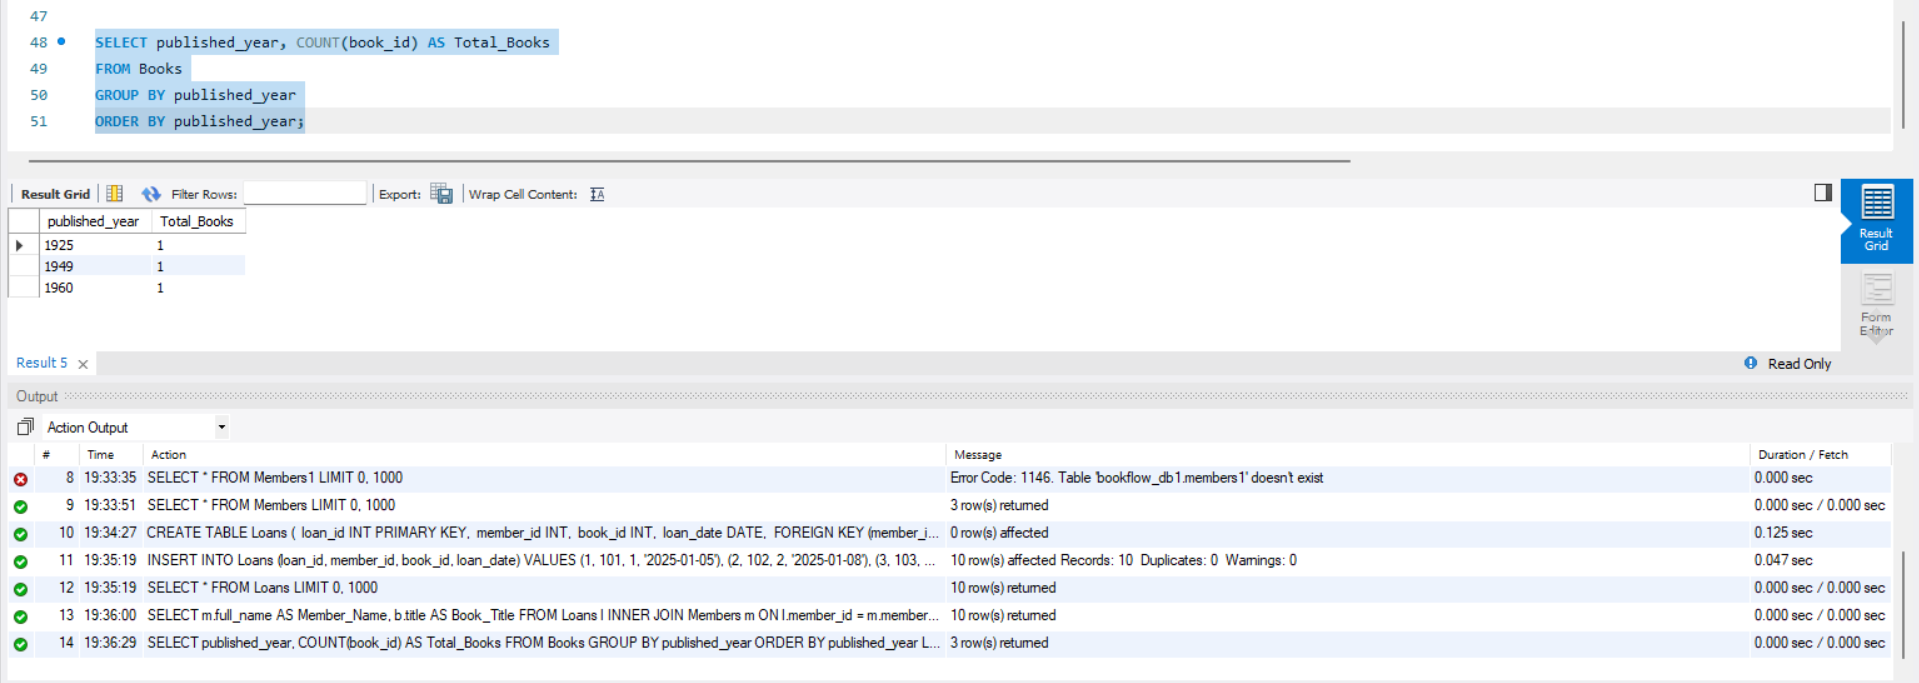 47
48 SELECT published_year, COUNT(book_id) AS Total_Books
49 FROM Books
50 GROUP BY published_year
51 ORDER BY published_year;
Result Grid Filter Rows: Export: Wrap Cell Content: IA
published_year Total_Books
1925 1
1949 1
1960 1
Result Grid
Form Editor
Result 5 Read Only
Output
Action Output
# Time Action Message Duration / Fetch
8 19:33:35 SELECT * FROM Members1 LIMIT 0, 1000 Error Code: 1146. Table 'bookflow_db1.members1' doesn't exist 0.000 sec
9 19:33:51 SELECT * FROM Members LIMIT 0, 1000 3 row(s) returned 0.000 sec / 0.000 sec
10 19:34:27 CREATE TABLE Loans ( loan_id INT PRIMARY KEY, member_id INT, book_id INT, loan_date DATE, FOREIGN KEY (member_i... 0 row(s) affected 0.125 sec
11 19:35:19 INSERT INTO Loans (loan_id, member_id, book_id, loan_date) VALUES (1, 101, 1, '2025-01-05'), (2, 102, 2, '2025-01-08'), (3, 103, ... 10 row(s) affected Records: 10 Duplicates: 0 Warnings: 0 0.047 sec
12 19:35:19 SELECT * FROM Loans LIMIT 0, 1000 10 row(s) returned 0.000 sec / 0.000 sec
13 19:36:00 SELECT m.full_name AS Member_Name, b.title AS Book_Title FROM Loans l INNER JOIN Members m ON l.member_id = m.member... 10 row(s) returned 0.000 sec / 0.000 sec
14 19:36:29 SELECT published_year, COUNT(book_id) AS Total_Books FROM Books GROUP BY published_year ORDER BY published_year L... 3 row(s) returned 0.000 sec / 0.000 sec